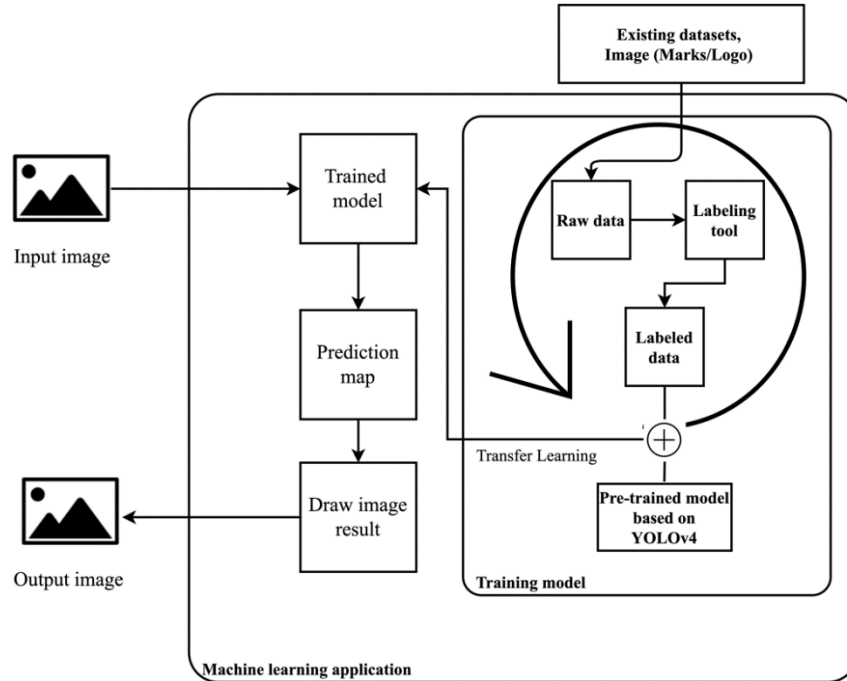 Existing datasets,
Image (Marks/Logo)
Input image
Trained
model
Raw data
Labeling
tool
Prediction
map
Labeled
data
Transfer Learning
Pre-trained model
based on
YOLOv4
Draw image
result
Output image
Training model
Machine learning application